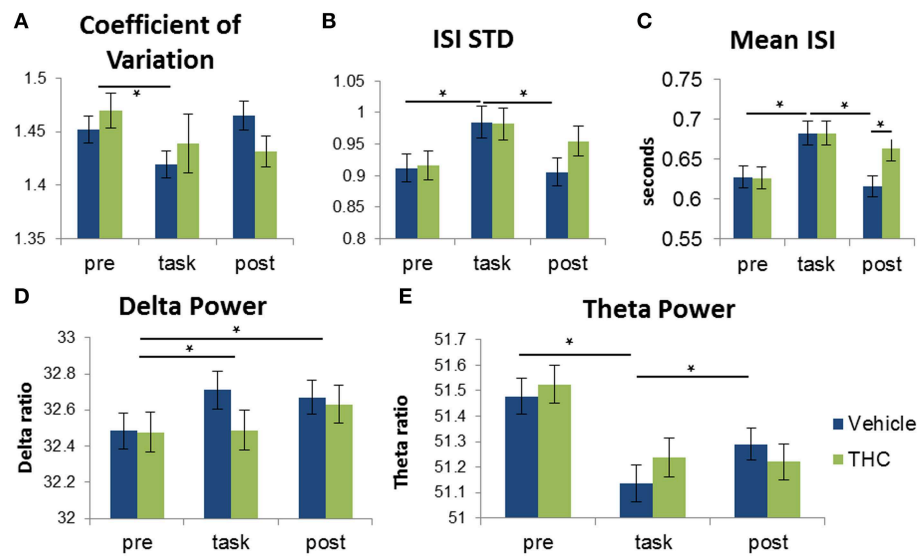 A
Coefficient of
Variation
1.5
1.45
1.4
1.35
*
pre task post
B
ISI STD
1.05
1
0.95
0.9
0.85
0.8
* *
pre task post
C
Mean ISI
seconds
0.75
0.7
0.65
0.6
0.55
* * *
pre task post
D
Delta Power
Delta ratio
33
32.8
32.6
32.4
32.2
32
*
*
pre task post
E
Theta Power
Theta ratio
51.7
51.6
51.5
51.4
51.3
51.2
51.1
51
*
*
pre task post
Vehicle
THC